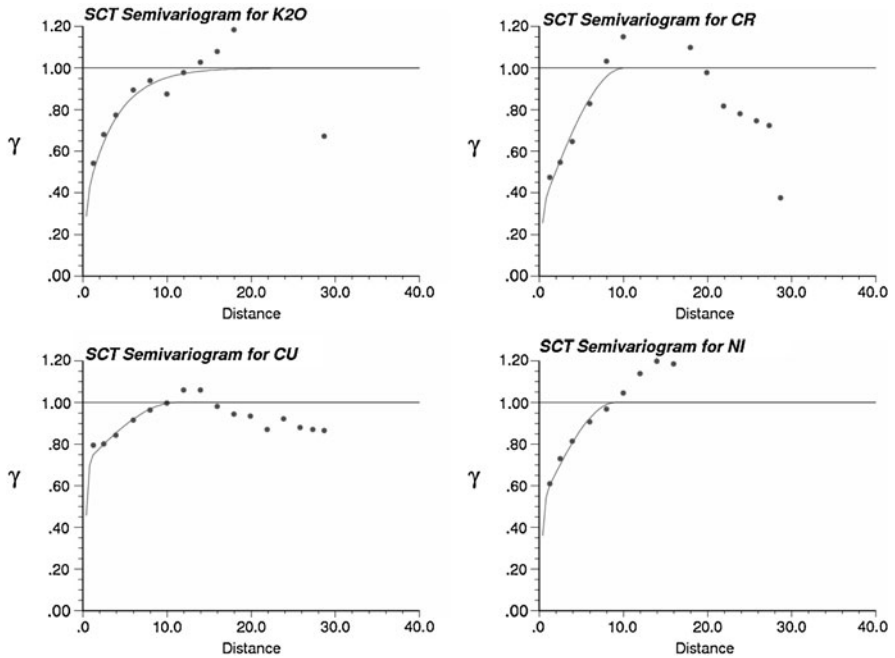 SCT Semivariogram for K2O
1.20
1.00
.80
.60
.40
.20
.00
γ
.0 10.0 20.0 30.0 40.0
Distance
SCT Semivariogram for CR
1.20
1.00
.80
.60
.40
.20
.00
γ
.0 10.0 20.0 30.0 40.0
Distance
SCT Semivariogram for CU
1.20
1.00
.80
.60
.40
.20
.00
γ
.0 10.0 20.0 30.0 40.0
Distance
SCT Semivariogram for NI
1.20
1.00
.80
.60
.40
.20
.00
γ
.0 10.0 20.0 30.0 40.0
Distance